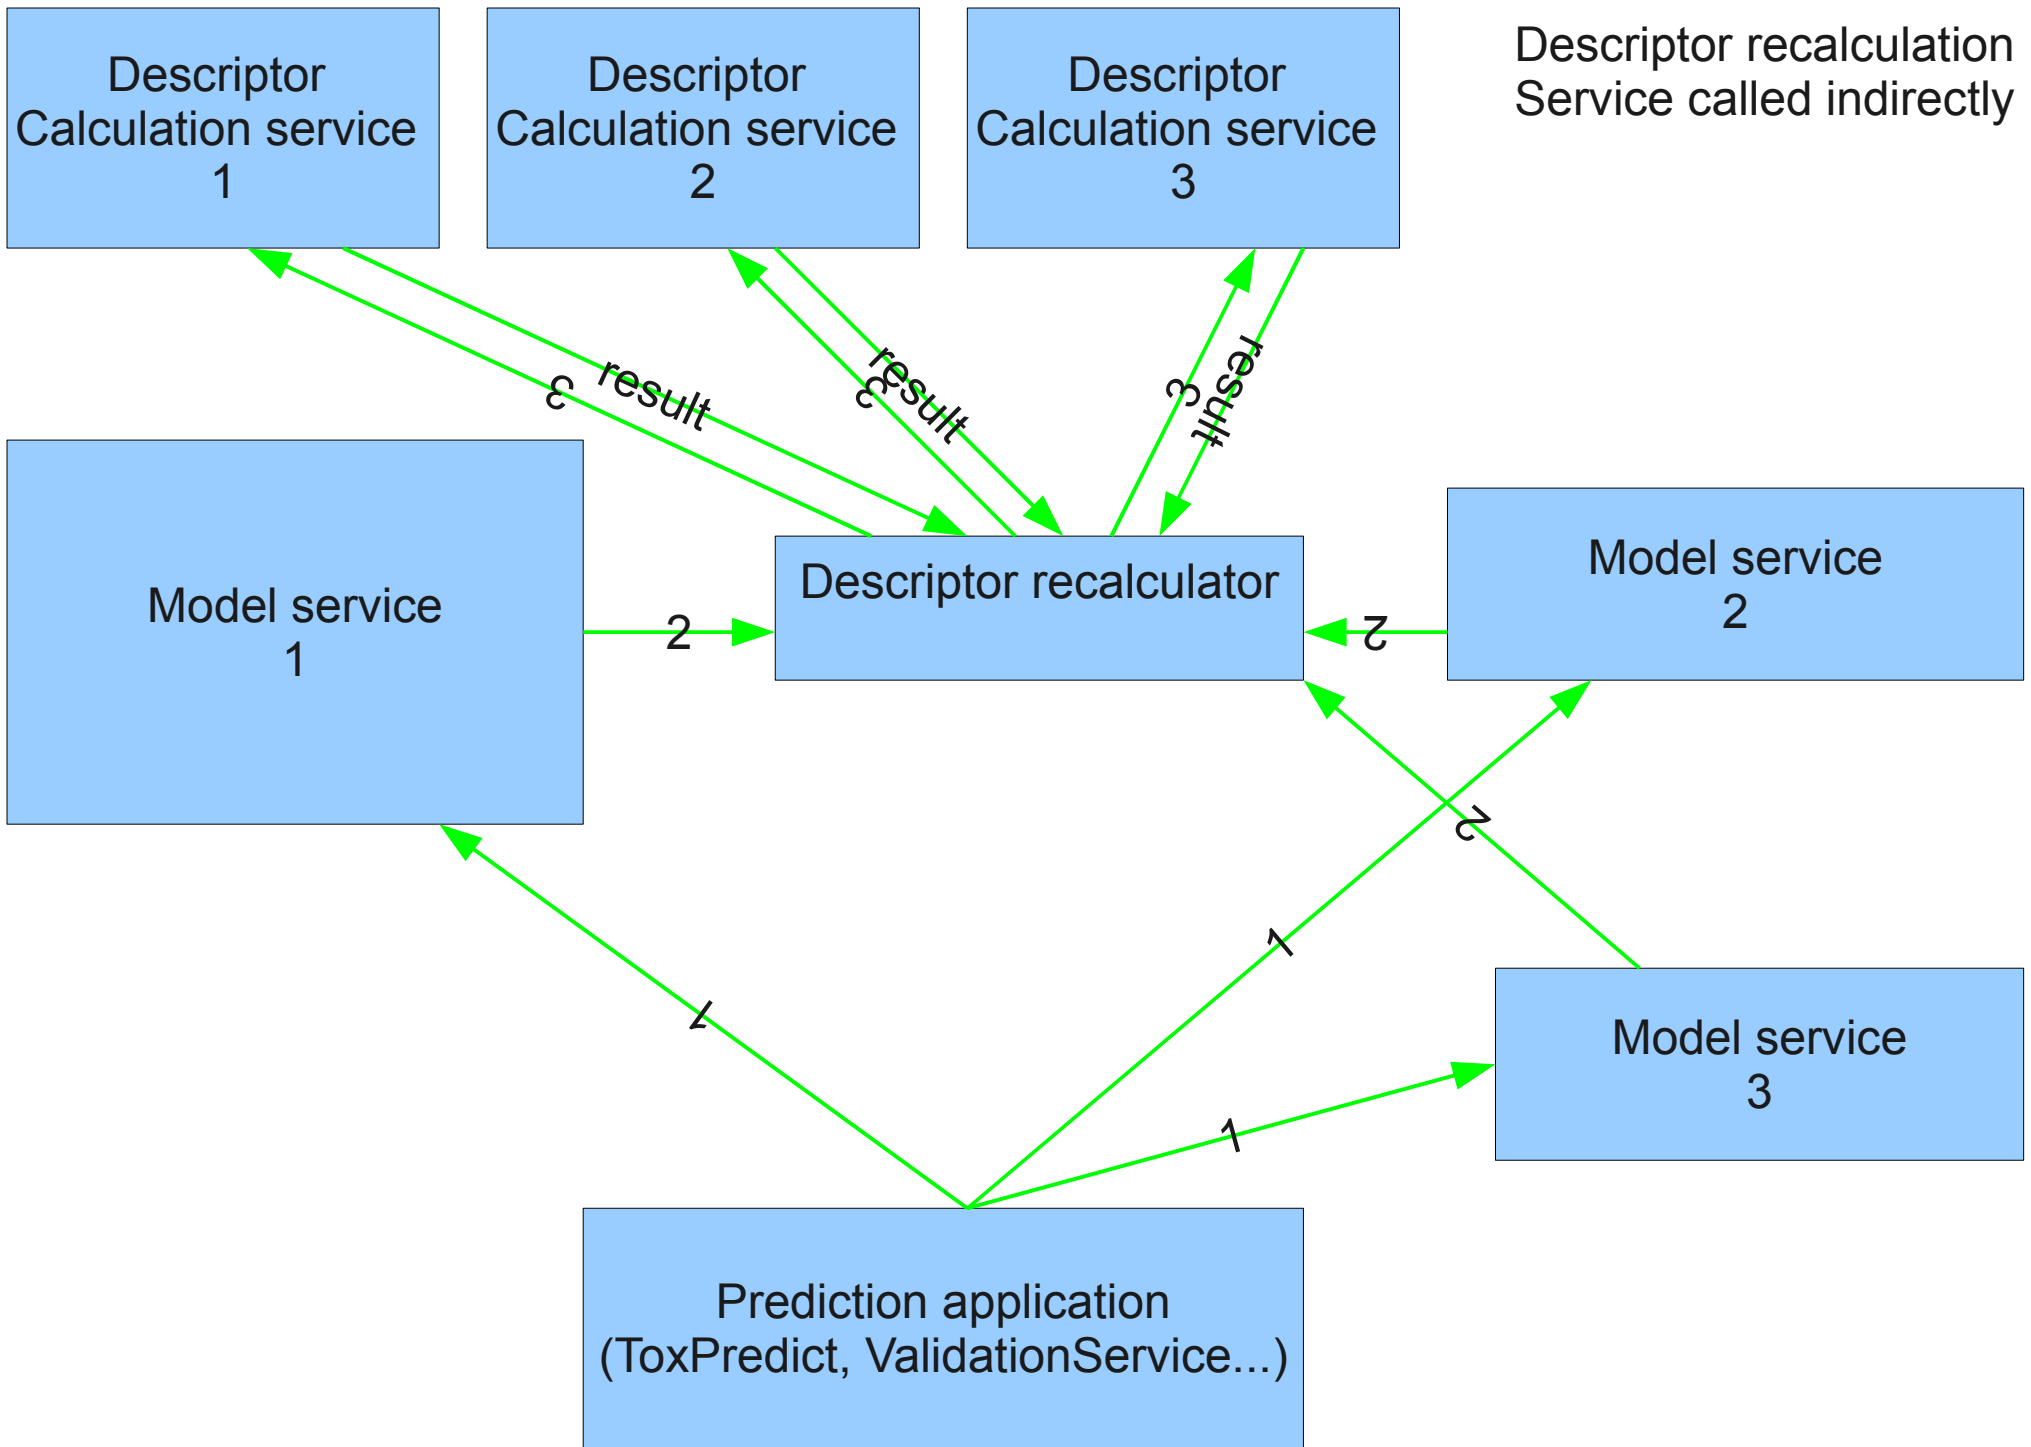 Descriptor
Calculation service
1
Descriptor
Calculation service
2
Descriptor
Calculation service
3
Descriptor recalculation
Service called indirectly
3
result
3
result
3
result
Model service
1
2
Descriptor recalculator
2
Model service
2
2
1
1
1
Model service
3
Prediction application
(ToxPredict, ValidationService...)